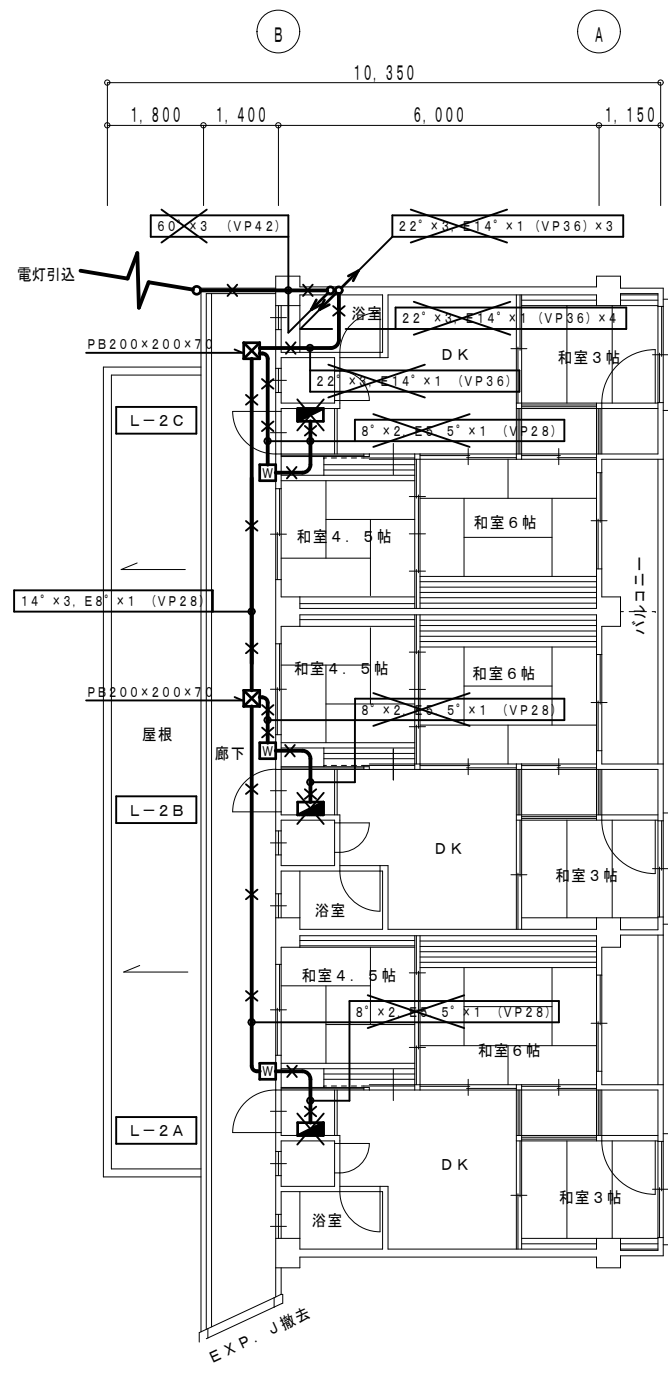 B
A
10,350
1,800
1,400
6,000
1,150
60°×3 (VP42)
22°×3, E14°×1 (VP36)×3
電灯引込
22°×3, E14°×1 (VP36)×4
浴室
PB200×200×70
DK
和室3帖
22°×3, E14°×1 (VP36)
L-2C
8°×2, E5.5°×1 (VP28)
W
和室4.5帖
和室6帖
バルコニー
14°×3, E8°×1 (VP28)
和室4.5帖
和室6帖
PB200×200×70
8°×2, E5.5°×1 (VP28)
屋根
廊下
W
L-2B
DK
和室3帖
浴室
和室4.5帖
8°×2, E5.5°×1 (VP28)
和室6帖
W
L-2A
DK
和室3帖
浴室
EXP.J撤去